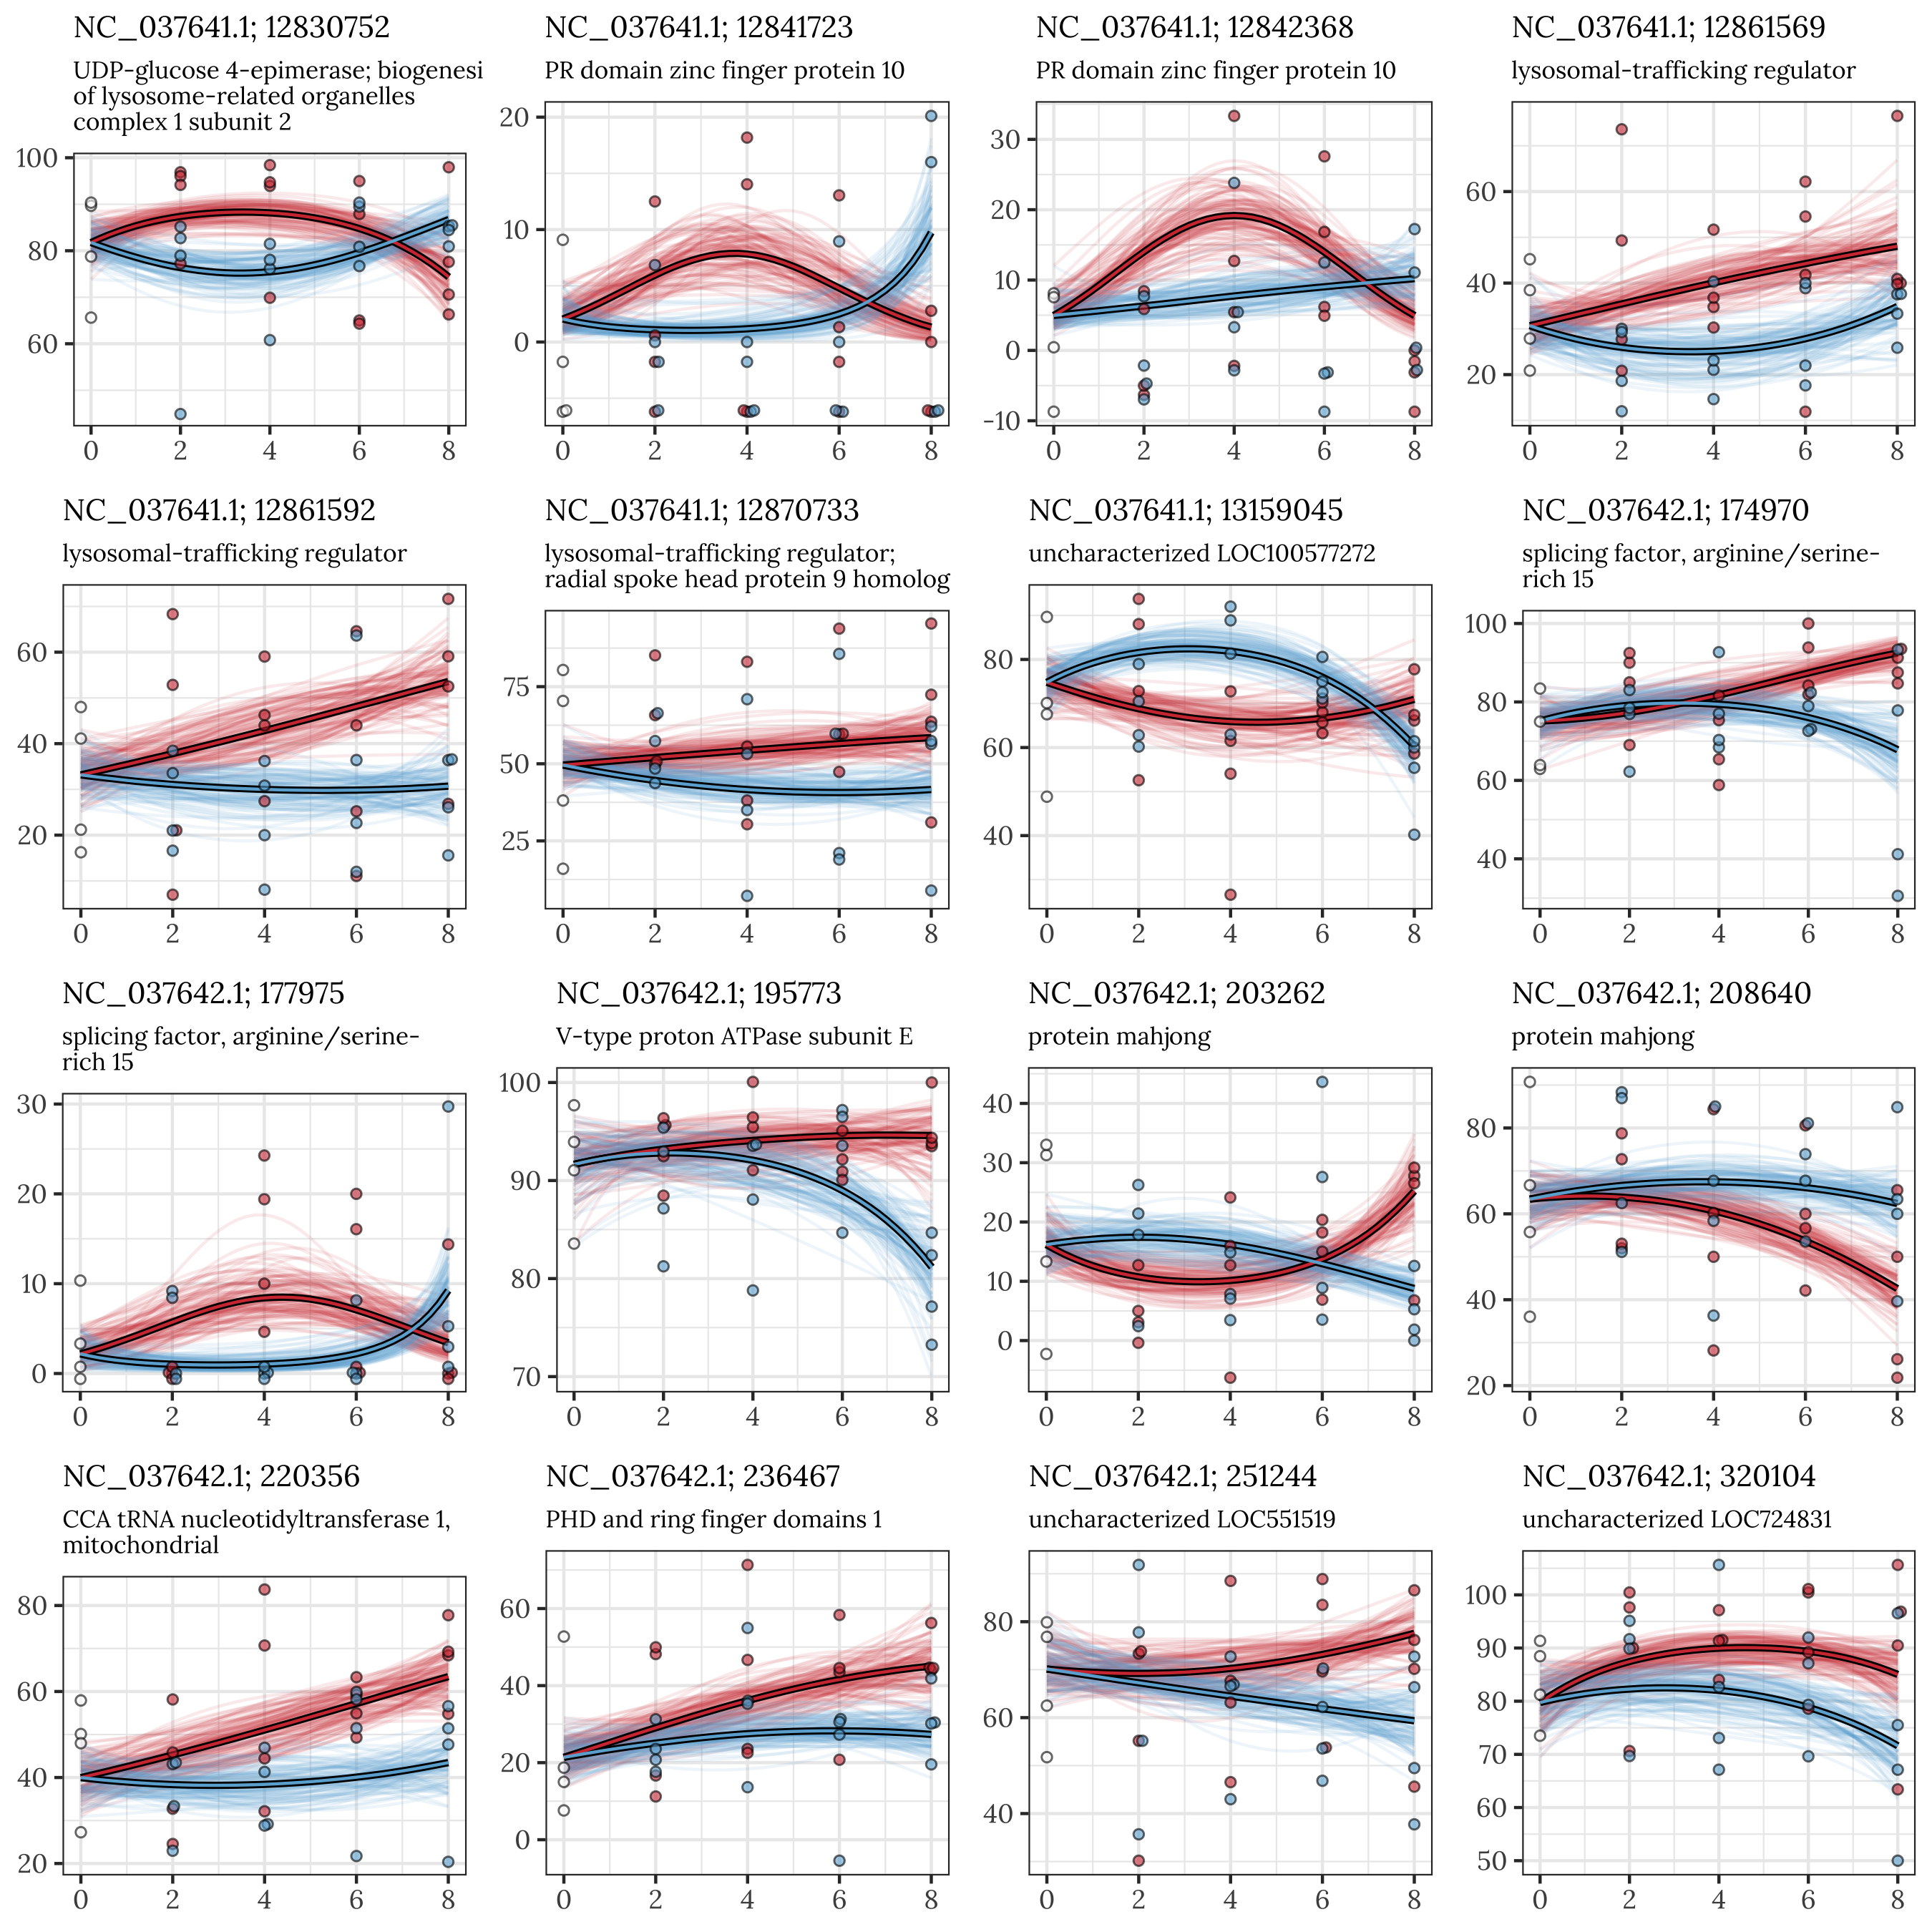 NC_037641.1; 12830752
UDP-glucose 4-epimerase; biogenesi
of lysosome-related organelles
complex 1 subunit 2
100
80
60
0 2 4 6 8
NC_037641.1; 12841723
PR domain zinc finger protein 10
20
10
0
0 2 4 6 8
NC_037641.1; 12842368
PR domain zinc finger protein 10
30
20
10
0
-10
0 2 4 6 8
NC_037641.1; 12861569
lysosomal-trafficking regulator
60
40
20
0 2 4 6 8
NC_037641.1; 12861592
lysosomal-trafficking regulator
60
40
20
0 2 4 6 8
NC_037641.1; 12870733
lysosomal-trafficking regulator;
radial spoke head protein 9 homolog
75
50
25
0 2 4 6 8
NC_037641.1; 13159045
uncharacterized LOC100577272
80
60
40
0 2 4 6 8
NC_037642.1; 174970
splicing factor, arginine/serine-
rich 15
100
80
60
40
0 2 4 6 8
NC_037642.1; 177975
splicing factor, arginine/serine-
rich 15
30
20
10
0
0 2 4 6 8
NC_037642.1; 195773
V-type proton ATPase subunit E
100
90
80
70
0 2 4 6 8
NC_037642.1; 203262
protein mahjong
40
30
20
10
0
0 2 4 6 8
NC_037642.1; 208640
protein mahjong
80
60
40
20
0 2 4 6 8
NC_037642.1; 220356
CCA tRNA nucleotidyltransferase 1,
mitochondrial
80
60
40
20
0 2 4 6 8
NC_037642.1; 236467
PHD and ring finger domains 1
60
40
20
0
0 2 4 6 8
NC_037642.1; 251244
uncharacterized LOC551519
80
60
40
0 2 4 6 8
NC_037642.1; 320104
uncharacterized LOC724831
100
90
80
70
60
50
0 2 4 6 8